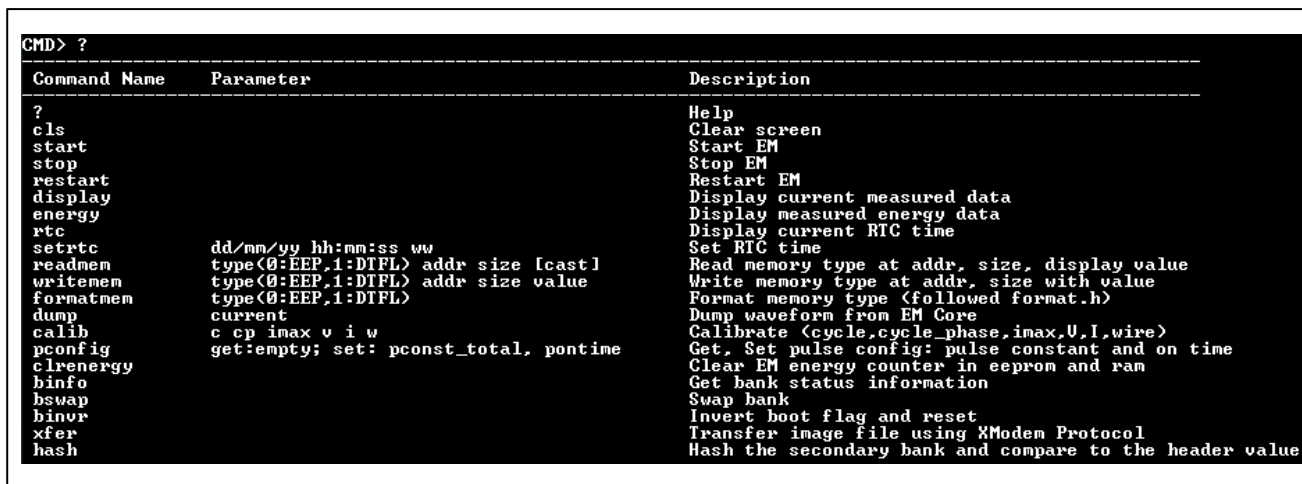 CMD> ?
Command Name Parameter Description
? Help
cls Clear screen
start Start EM
stop Stop EM
restart Restart EM
display Display current measured data
energy Display measured energy data
rtc Display current RTC time
setrtc dd/mm/yy hh:mm:ss ww Set RTC time
readmem type(0:EEP,1:DTFL) addr size [cast] Read memory type at addr, size, display value
writemem type(0:EEP,1:DTFL) addr size value Write memory type at addr, size with value
formatmem type(0:EEP,1:DTFL) Format memory type (followed format.h)
dump current Dump waveform from EM Core
calib c cp imax v i w Calibrate (cycle,cycle_phase,imax,V,I,wire)
pconfig get:empty; set: pconst_total, pontime Get, Set pulse config: pulse constant and on time
clrenergy Clear EM energy counter in eeprom and ram
binfo Get bank status information
bswap Swap bank
binvr Invert boot flag and reset
xfer Transfer image file using XModem Protocol
hash Hash the secondary bank and compare to the header value